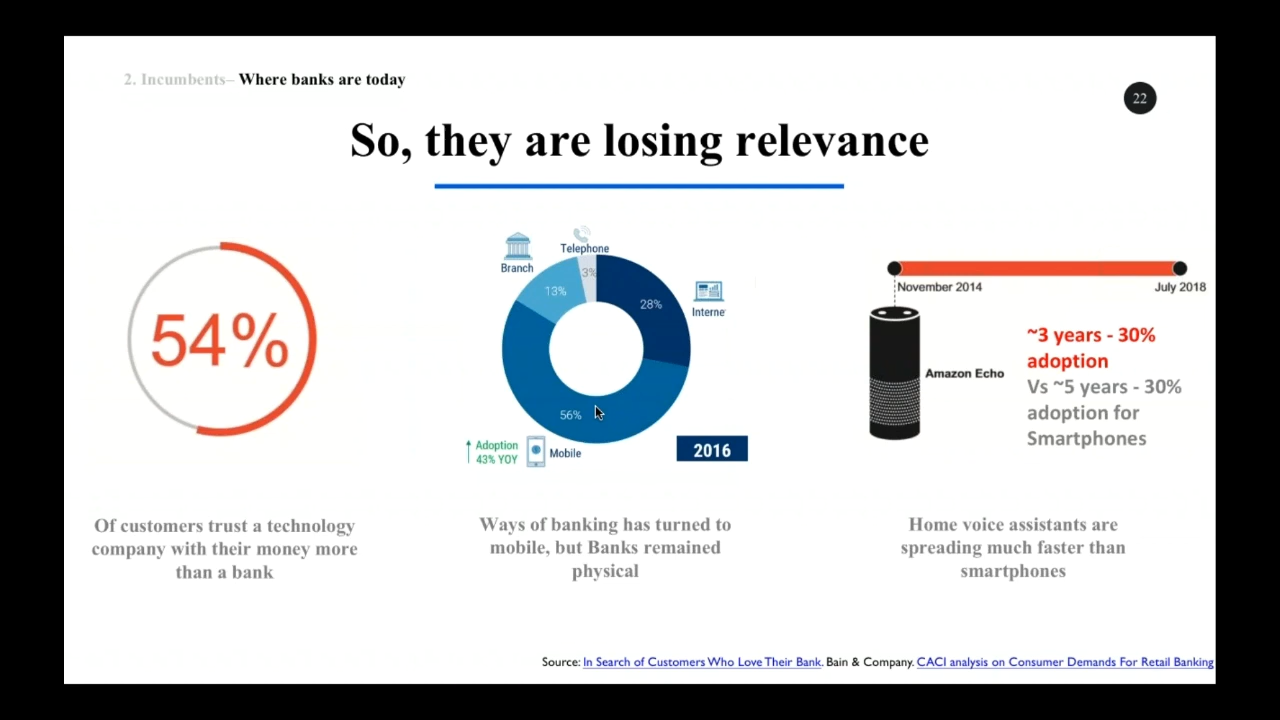 2. Incumbents– Where banks are today
22
So, they are losing relevance
54%
Of customers trust a technology
company with their money more
than a bank
Branch
Telephone
3%
13%
28%
Interne
56%
Adoption
43% YOY
Mobile
2016
Ways of banking has turned to
mobile, but Banks remained
physical
November 2014
July 2018
Amazon Echo
~3 years - 30%
adoption
Vs ~5 years - 30%
adoption for
Smartphones
Home voice assistants are
spreading much faster than
smartphones
Source: In Search of Customers Who Love Their Bank. Bain & Company. CACI analysis on Consumer Demands For Retail Banking